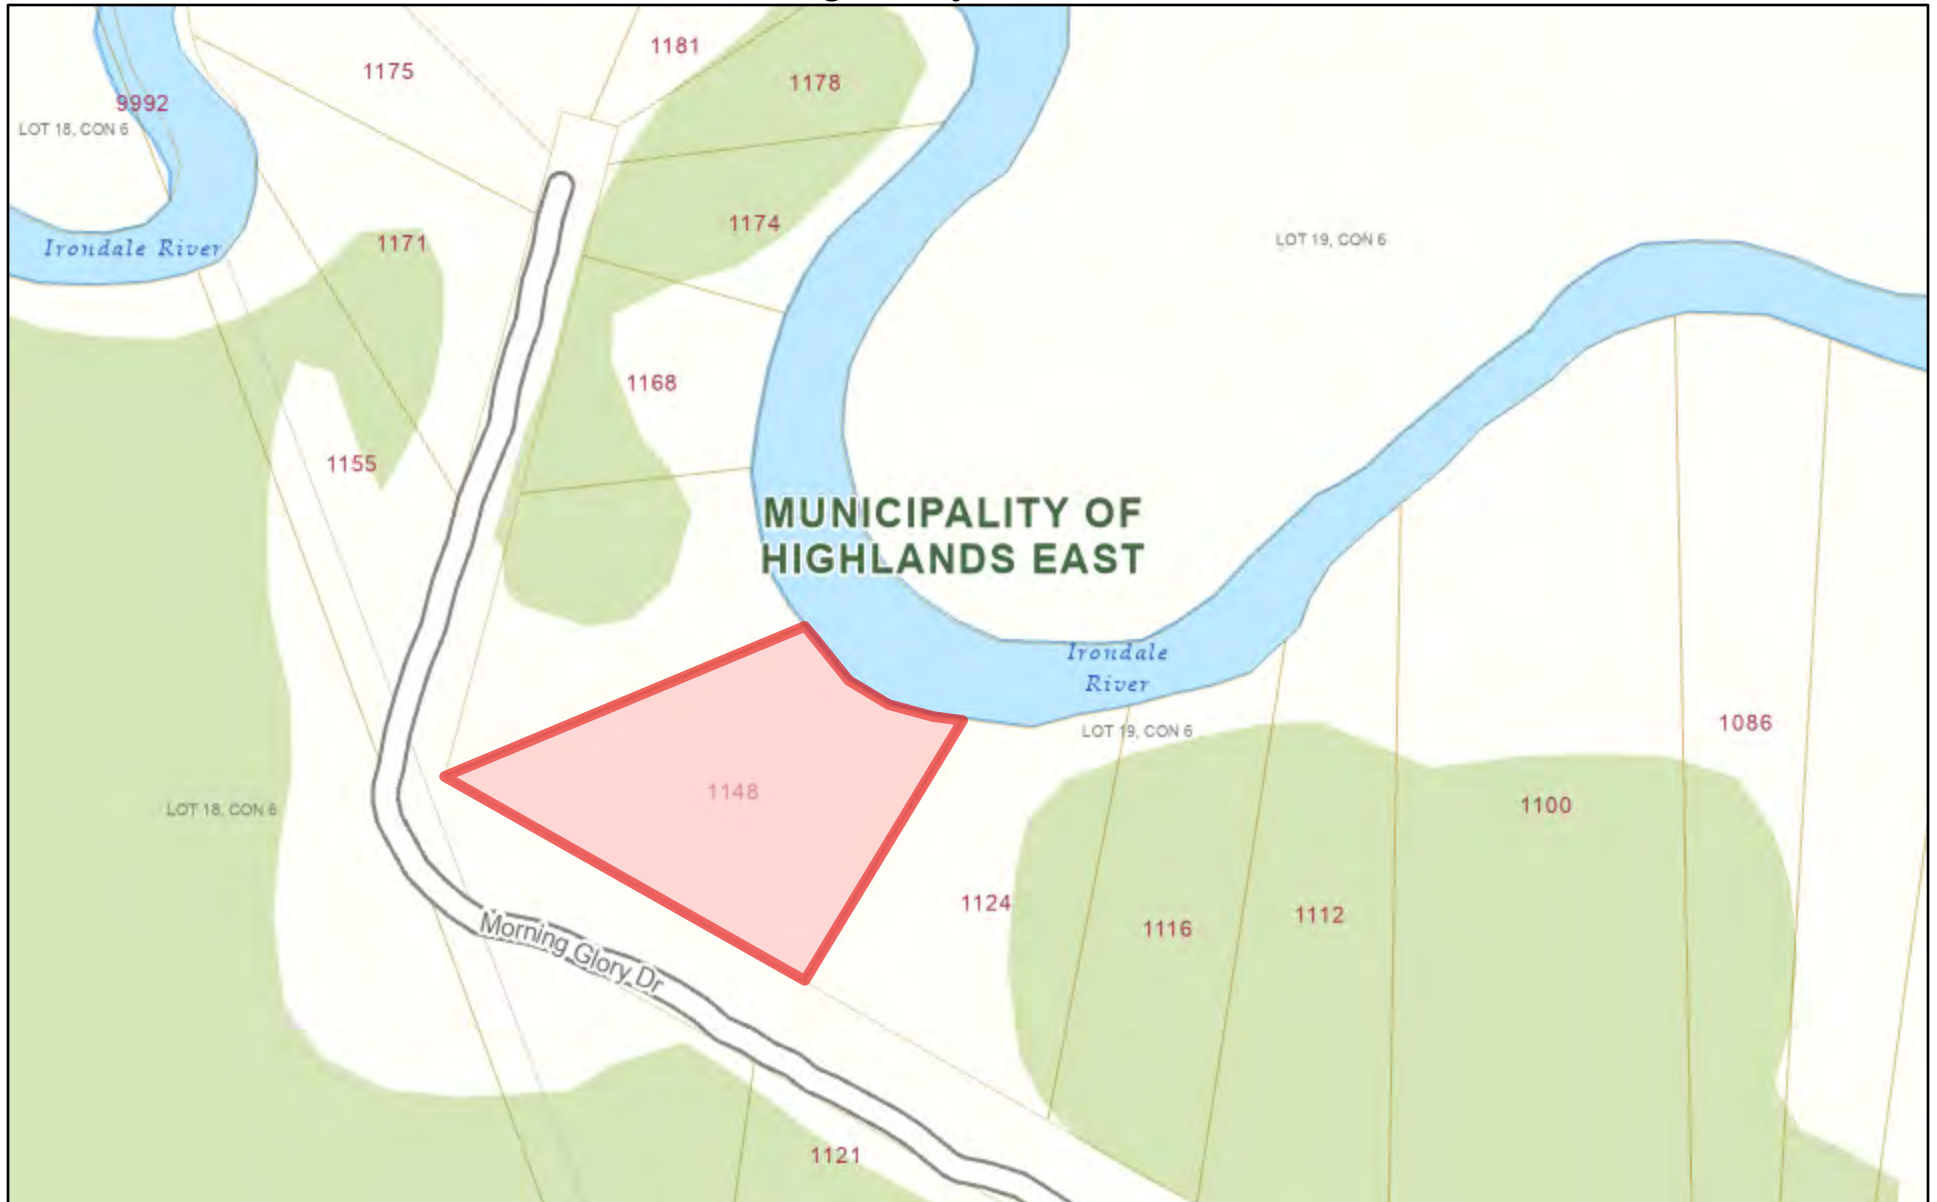 1181
1175
1178
9992
LOT 18, CON 6
1174
LOT 19, CON 6
1171
Irondale River
1168
1155
MUNICIPALITY OF
HIGHLANDS EAST
Irondale
River
LOT 19, CON 6
1086
1148
1100
LOT 18, CON 6
1124
1112
1116
Morning Glory Dr
1121